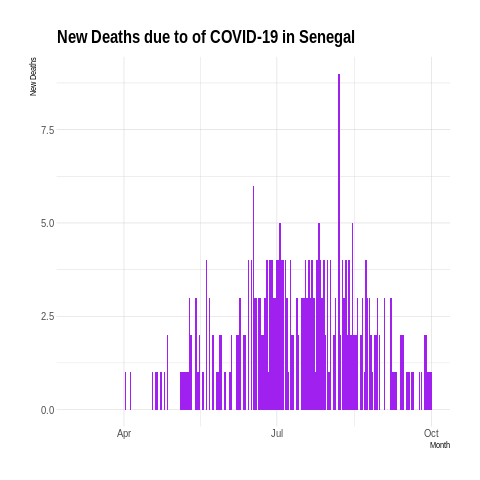 New Deaths due to of COVID-19 in Senegal
New Deaths
7.5
5.0
2.5
0.0
Apr
Jul
Oct
Month